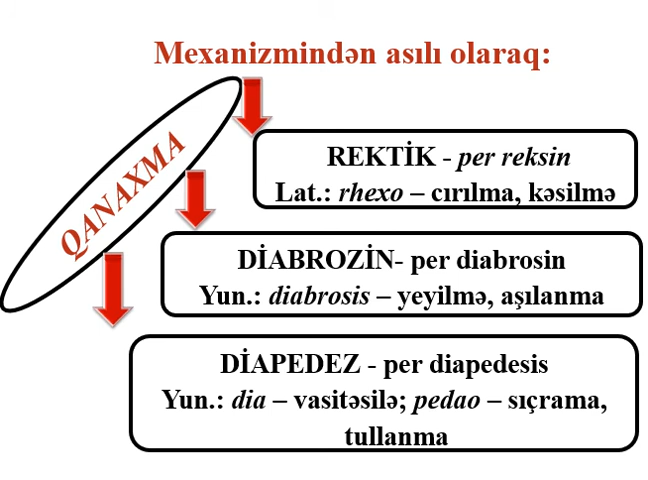 Mexanizmindən asılı olaraq:
QANAXMA
REKTİK - per reksin
Lat.: rhexo – cırılma, kəsilmə
DİABROZİN- per diabrosin
Yun.: diabrosis – yeyilmə, aşılanma
DİAPEDEZ - per diapedesis
Yun.: dia – vasitəsilə; pedao – sıçrama,
tullanma